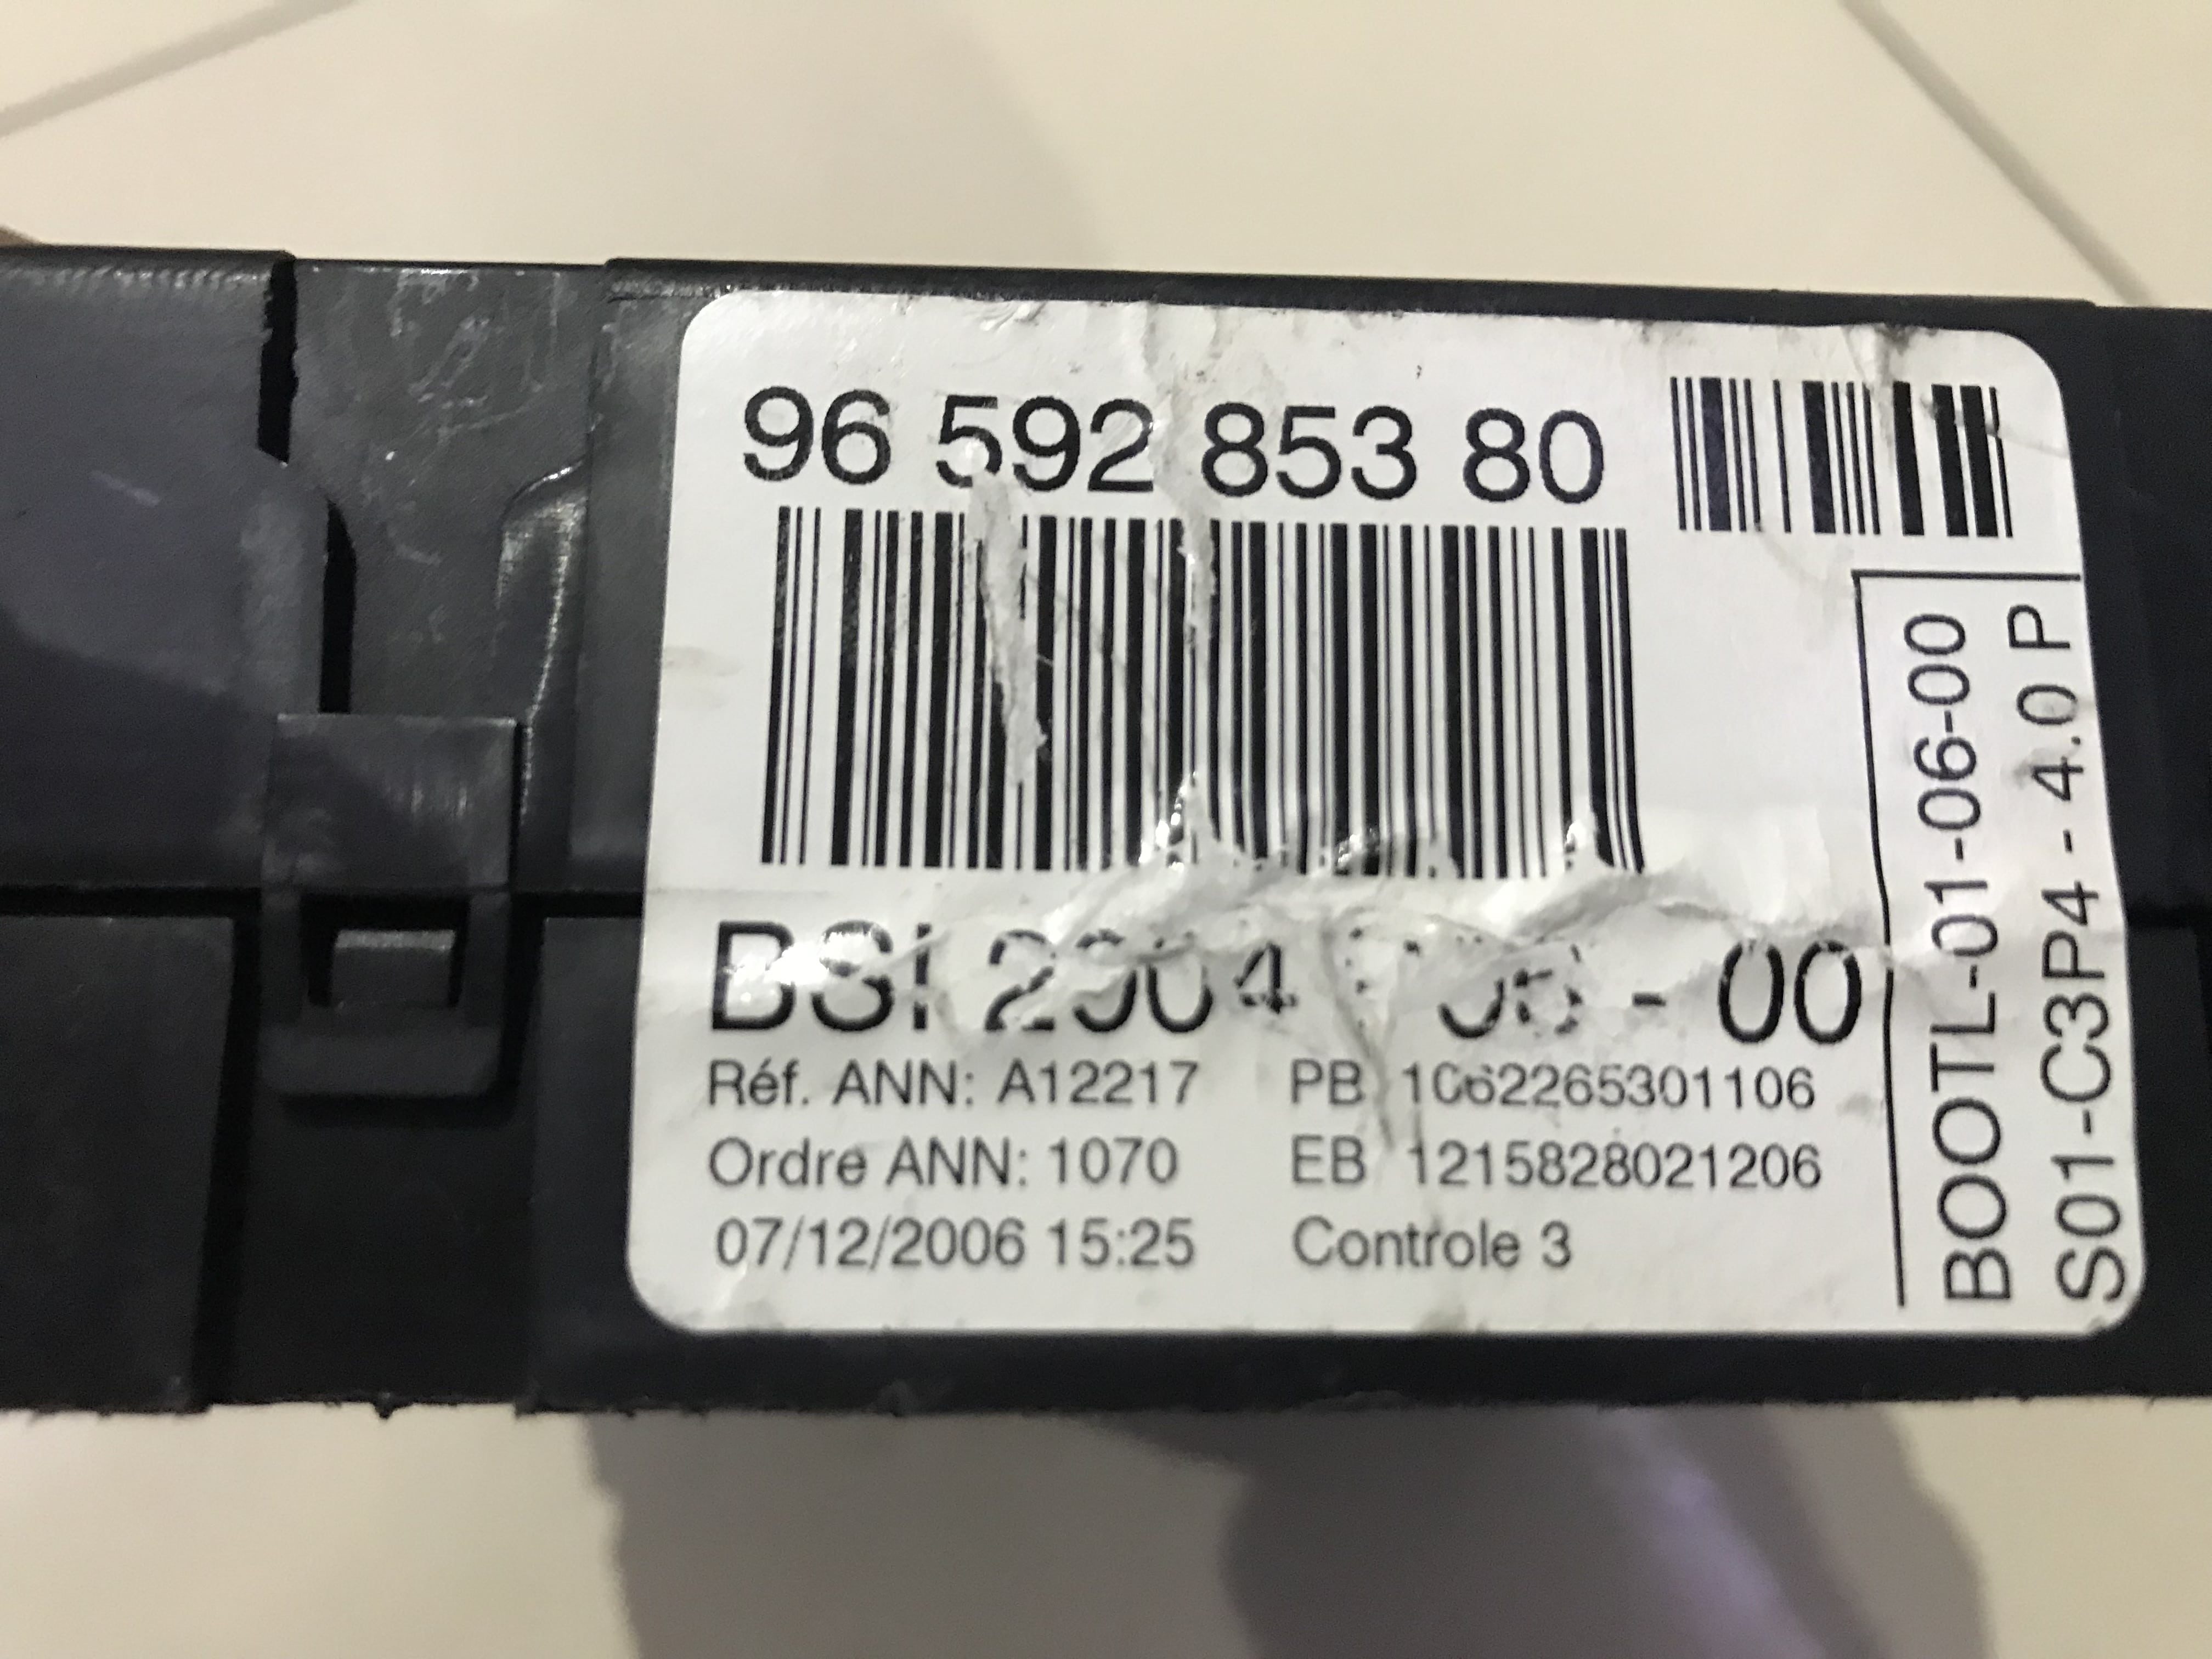 96 592 853 80
BSI 2004 - 00
Réf. ANN: A12217
PB 1062265301106
Ordre ANN: 1070
EB 1215828021206
07/12/2006 15:25
Controle 3
BOOTL-01-06-00
S01-C3P4 - 4.0 P